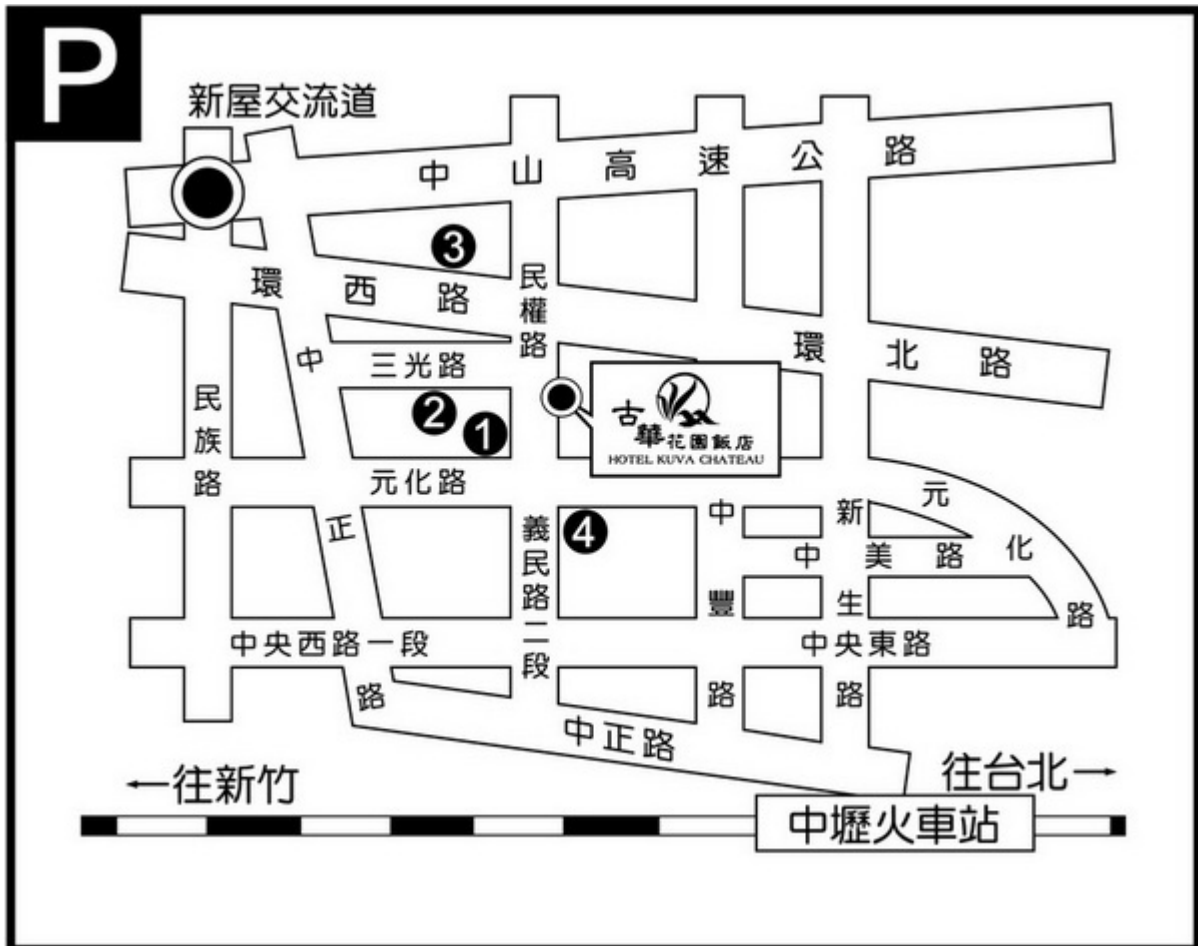 P
新屋交流道
中山高速公路
3
民權路
環西路
環北路
中正路
三光路
2
1
古華花園飯店
HOTEL KUVA CHATEAU
民族路
元化路
元化路
4
義民路二段
中豐路
新生路
中美路
中央西路一段
中央東路
中正路
←往新竹
往台北→
中壢火車站